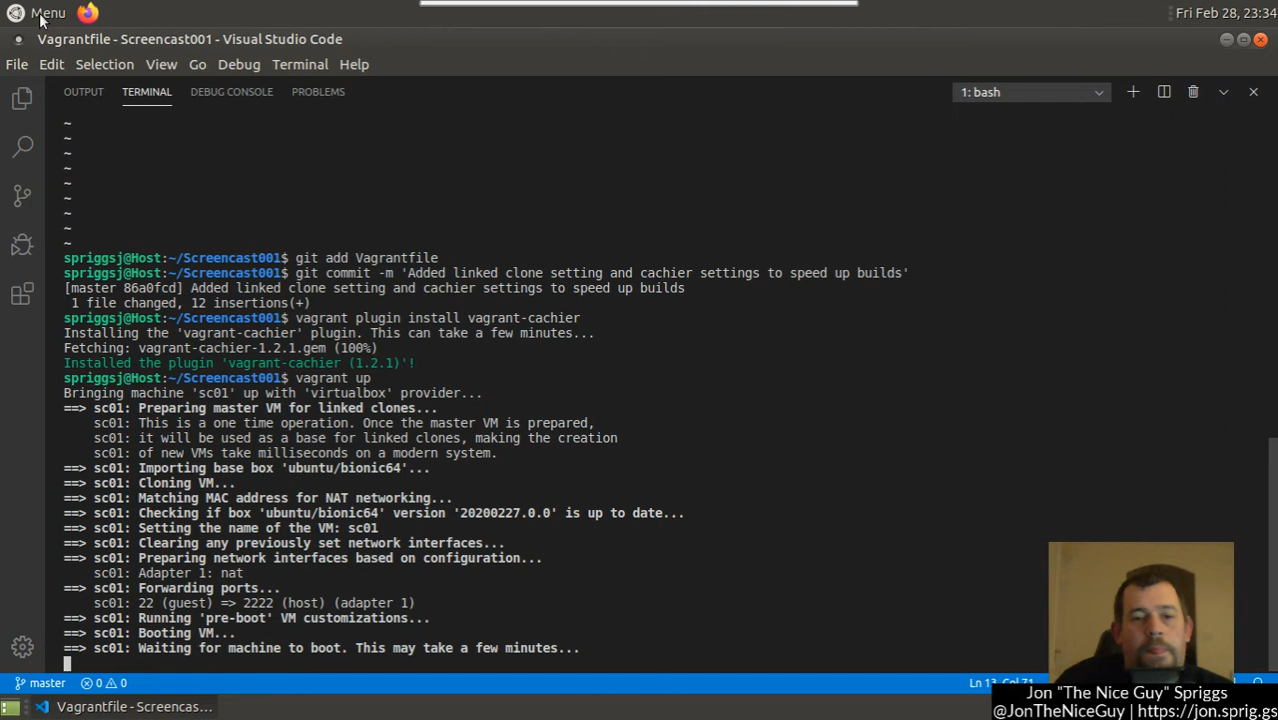 Menu
Fri Feb 28, 23:34
Vagrantfile - Screencast001 - Visual Studio Code
File Edit Selection View Go Debug Terminal Help
OUTPUT TERMINAL DEBUG CONSOLE PROBLEMS 1: bash
~
~
~
~
~
~
~
~
~
spriggsj@Host:~/Screencast001$ git add Vagrantfile
spriggsj@Host:~/Screencast001$ git commit -m 'Added linked clone setting and cachier settings to speed up builds'
[master 86a0fcd] Added linked clone setting and cachier settings to speed up builds
1 file changed, 12 insertions(+)
spriggsj@Host:~/Screencast001$ vagrant plugin install vagrant-cachier
Installing the 'vagrant-cachier' plugin. This can take a few minutes...
Fetching: vagrant-cachier-1.2.1.gem (100%)
Installed the plugin 'vagrant-cachier (1.2.1)'!
spriggsj@Host:~/Screencast001$ vagrant up
Bringing machine 'sc01' up with 'virtualbox' provider...
==> sc01: Preparing master VM for linked clones...
sc01: This is a one time operation. Once the master VM is prepared,
sc01: it will be used as a base for linked clones, making the creation
sc01: of new VMs take milliseconds on a modern system.
==> sc01: Importing base box 'ubuntu/bionic64'...
==> sc01: Cloning VM...
==> sc01: Matching MAC address for NAT networking...
==> sc01: Checking if box 'ubuntu/bionic64' version '20200227.0.0' is up to date...
==> sc01: Setting the name of the VM: sc01
==> sc01: Clearing any previously set network interfaces...
==> sc01: Preparing network interfaces based on configuration...
sc01: Adapter 1: nat
==> sc01: Forwarding ports...
sc01: 22 (guest) => 2222 (host) (adapter 1)
==> sc01: Running 'pre-boot' VM customizations...
==> sc01: Booting VM...
==> sc01: Waiting for machine to boot. This may take a few minutes...
master 0 0 Ln 13, Col 71
Vagrantfile - Screencas...
Jon "The Nice Guy" Spriggs
@JonTheNiceGuy | https://jon.sprig.gs